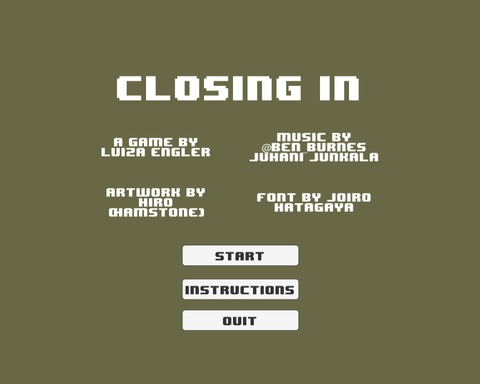 CLOSING IN
A GAME BY
LUIZA ENGLER
MUSIC BY
@BEN BURNES
JUHANI JUNKALA
ARTWORK BY
HIRO
(HAMSTONE)
FONT BY JOIRO
HATAGAYA
START
INSTRUCTIONS
QUIT